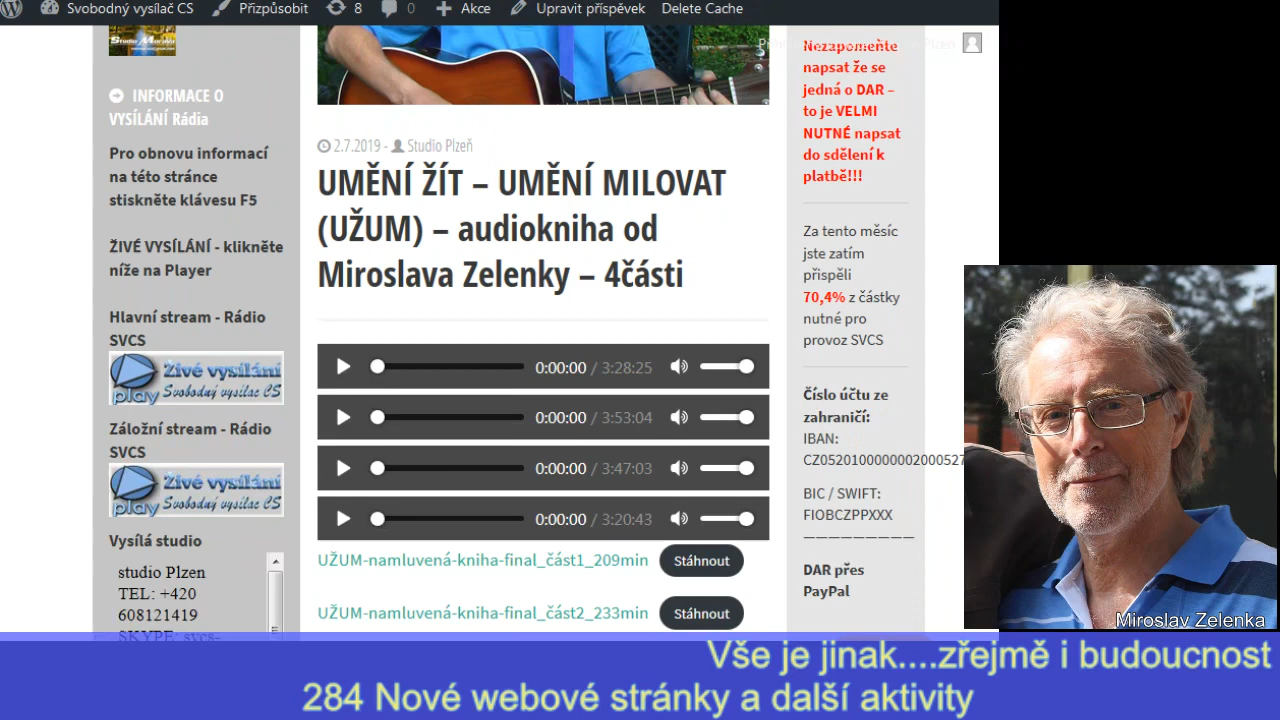 Svobodný vysílač CS Přizpůsobit 8 0 Akce Upravit příspěvek Delete Cache
INFORMACE O
VYSÍLÁNÍ Rádia
Pro obnovu informací
na této stránce
stiskněte klávesu F5
ŽIVÉ VYSÍLÁNÍ - klikněte
níže na Player
Hlavní stream - Rádio
SVCS
Živé vysílání
play Svobodný vysílač CS
Záložní stream - Rádio
SVCS
Živé vysílání
play Svobodný vysílač CS
Vysílá studio
studio Plzen
TEL: +420
608121419
SKYPE: svcs-
2.7.2019 - Studio Plzeň
UMĚNÍ ŽÍT – UMĚNÍ MILOVAT
(UŽUM) – audiokniha od
Miroslava Zelenky – 4části
0:00:00 / 3:28:25
0:00:00 / 3:53:04
0:00:00 / 3:47:03
0:00:00 / 3:20:43
UŽUM-namluvená-kniha-final_část1_209min Stáhnout
UŽUM-namluvená-kniha-final_část2_233min Stáhnout
Nezapomeňte
napsat že se
jedná o DAR –
to je VELMI
NUTNÉ napsat
do sdělení k
platbě!!!
Za tento měsíc
jste zatím
přispěli
70,4% z částky
nutné pro
provoz SVCS
Číslo účtu ze
zahraničí:
IBAN:
CZ0520100000002000527
BIC / SWIFT:
FIOBCZPPXXX
—————————
DAR přes
PayPal
Miroslav Zelenka
Vše je jinak....zřejmě i budoucnost
284 Nové webové stránky a další aktivity